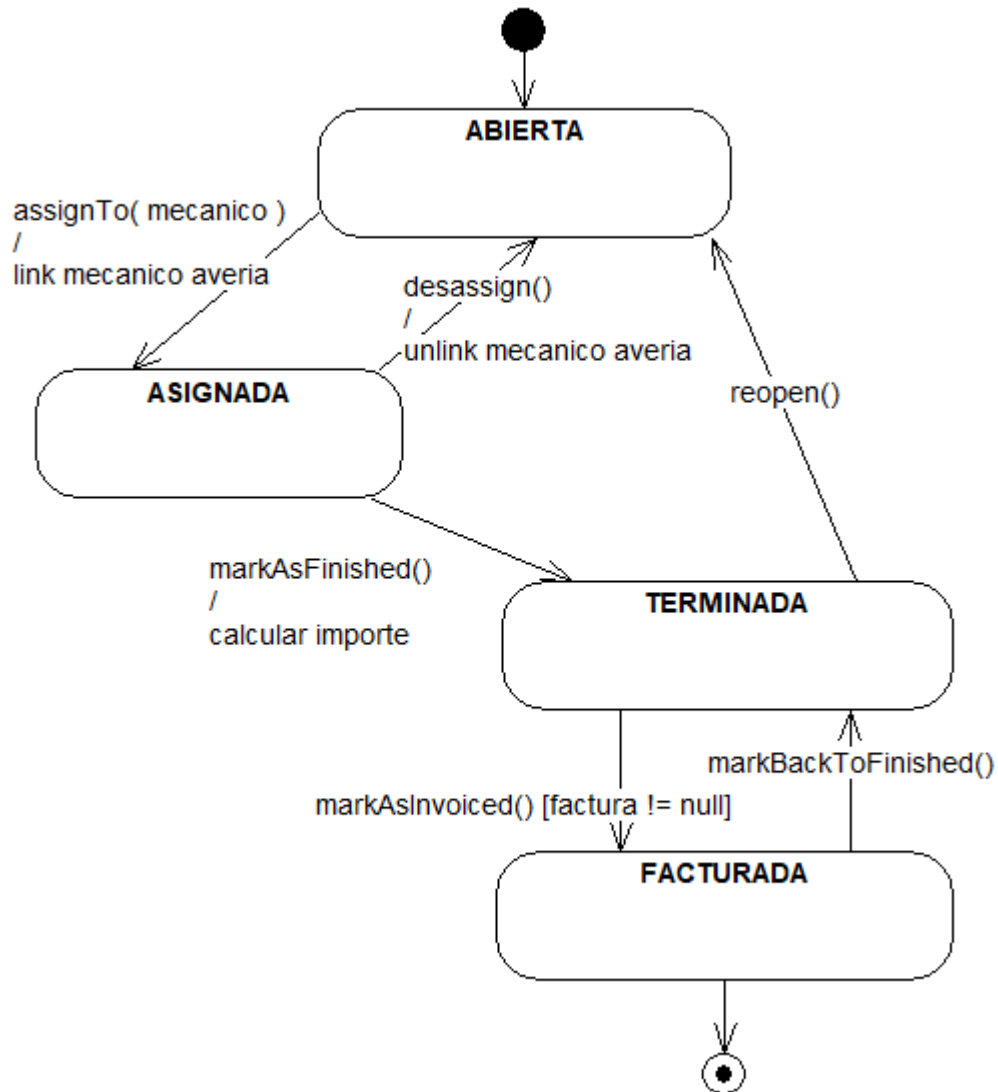 ABIERTA
assignTo( mecanico )
/
link mecanico averia
desassign()
/
unlink mecanico averia
ASIGNADA
reopen()
markAsFinished()
/
calcular importe
TERMINADA
markBackToFinished()
markAsInvoiced() [factura != null]
FACTURADA